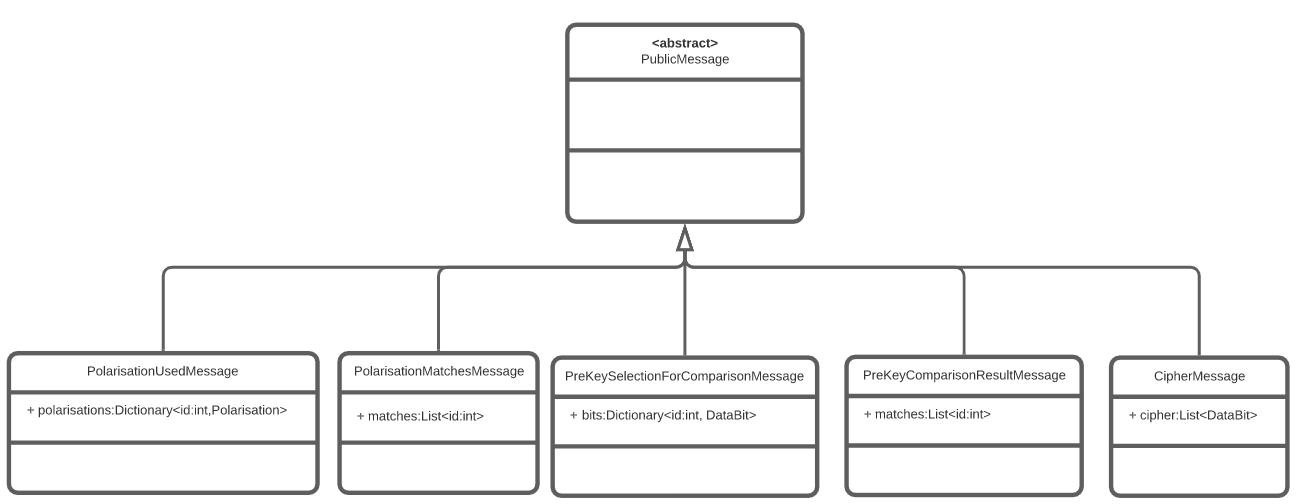 <abstract>
PublicMessage
PolarisationUsedMessage
+ polarisations:Dictionary<id:int,Polarisation>
PolarisationMatchesMessage
+ matches:List<id:int>
PreKeySelectionForComparisonMessage
+ bits:Dictionary<id:int, DataBit>
PreKeyComparisonResultMessage
+ matches:List<id:int>
CipherMessage
+ cipher:List<DataBit>